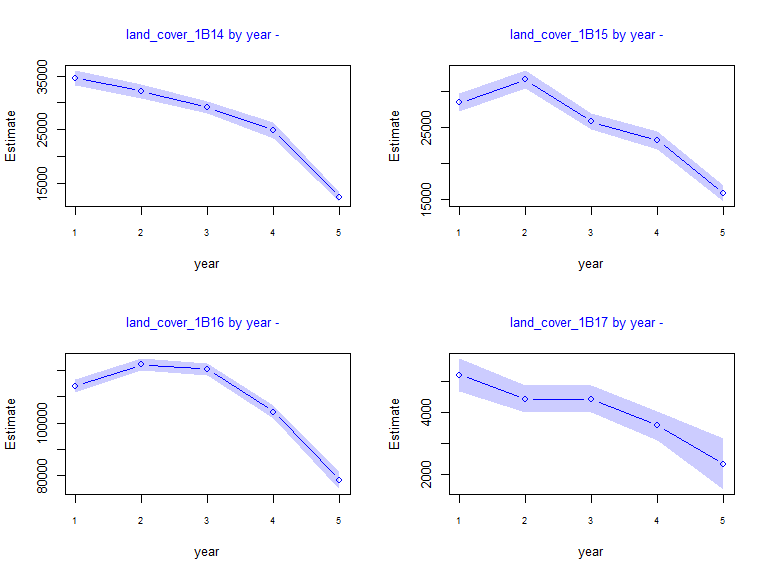 land_cover_1B14 by year -
Estimate
35000
25000
15000
1 2 3 4 5
year
land_cover_1B15 by year -
Estimate
25000
15000
1 2 3 4 5
year
land_cover_1B16 by year -
Estimate
100000
80000
1 2 3 4 5
year
land_cover_1B17 by year -
Estimate
4000
2000
1 2 3 4 5
year